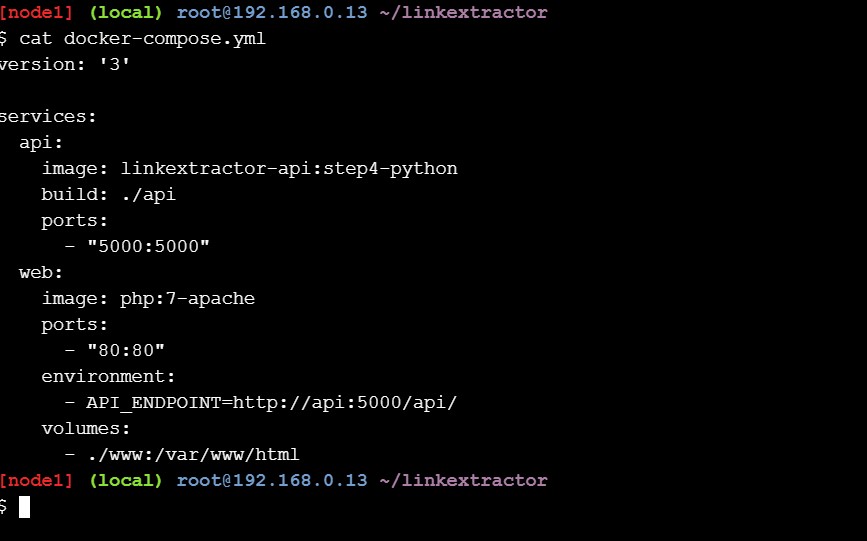 [node1] (local) root@192.168.0.13 ~/linkextractor
$ cat docker-compose.yml
version: '3'

services:
  api:
    image: linkextractor-api:step4-python
    build: ./api
    ports:
      - "5000:5000"
  web:
    image: php:7-apache
    ports:
      - "80:80"
    environment:
      - API_ENDPOINT=http://api:5000/api/
    volumes:
      - ./www:/var/www/html
[node1] (local) root@192.168.0.13 ~/linkextractor
$